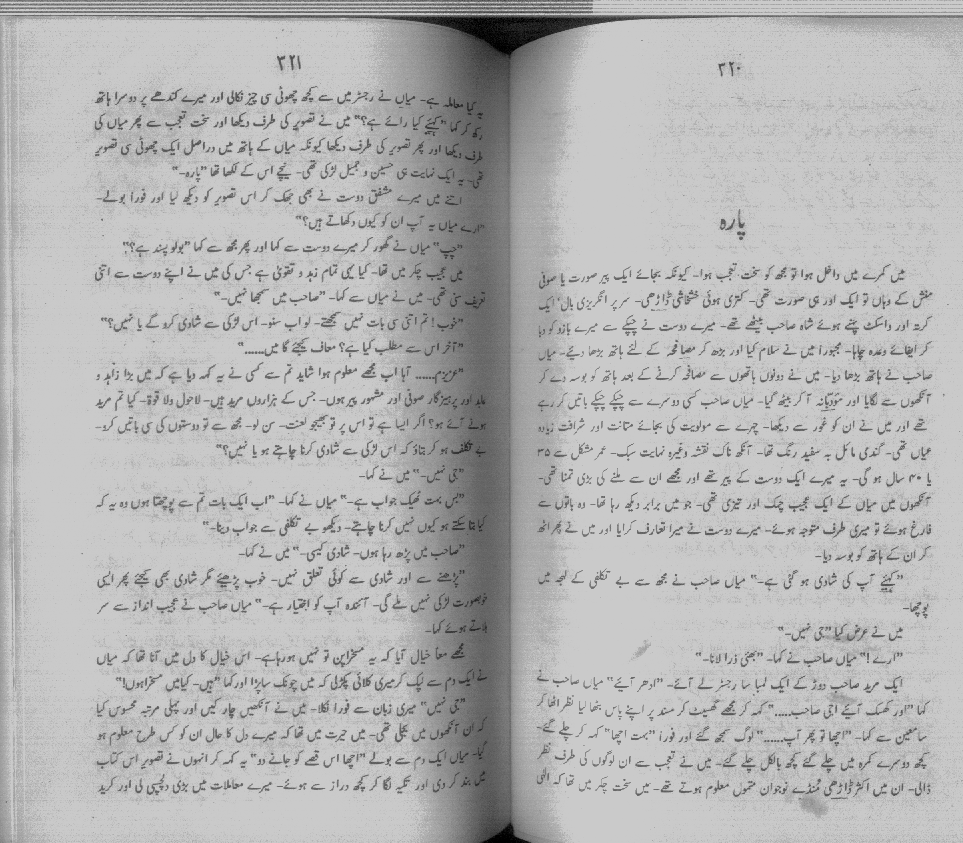 ۳۲۰
پارہ
میں کمرے میں داخل ہوا تو مجھ کو سخت تعجب ہوا۔ کیونکہ بجائے ایک پیر صورت یا صوفی
منش کے وہاں تو ایک اور ہی صورت تھی۔ کتری ہوئی خشخاشی ڈاڑھی۔ سر پر انگریزی بال‘ ایک
کرتہ اور واسکٹ پہنے ہوئے شاہ صاحب بیٹھے تھے۔ میرے دوست نے چپکے سے میرے بازو کو دبا
کر ایفائے وعدہ چاہا۔ مجبوراً میں نے سلام کیا اور بڑھ کر مصافحہ کے لئے ہاتھ بڑھا دیئے۔ میاں
صاحب نے ہاتھ بڑھا دیا۔ میں نے دونوں ہاتھوں سے مصافحہ کرنے کے بعد ہاتھ کو بوسہ دے کر
آنکھوں سے لگایا اور مؤدبانہ آ کر بیٹھ گیا۔ میاں صاحب کسی دوسرے سے چپکے چپکے باتیں کر رہے
تھے اور میں نے ان کو غور سے دیکھا۔ چہرے سے مولویت کی بجائے متانت اور شرافت زیادہ
عیاں تھی۔ گندمی مائل بہ سفید رنگ تھا۔ آنکھ ناک نقشہ وغیرہ نہایت سبک۔ عمر مشکل سے ۳۵
یا ۴۰ سال ہو گی۔ یہ میرے ایک دوست کے پیر تھے اور مجھے ان سے ملنے کی بڑی تمنا تھی۔
آنکھوں میں میاں کے ایک عجیب چمک اور تیزی تھی۔ جو میں برابر دیکھ رہا تھا۔ وہ باتوں سے
فارغ ہوئے تو میری طرف متوجہ ہوئے۔ میرے دوست نے میرا تعارف کرایا اور میں نے پھر اٹھ
کر ان کے ہاتھ کو بوسہ دیا۔
”کہئے آپ کی شادی ہو گئی ہے۔“ میاں صاحب نے مجھ سے بے تکلفی کے لہجہ میں
پوچھا۔
میں نے عرض کیا ”جی نہیں۔“
”ارے!“ میاں صاحب نے کہا۔ ”بھئی ذرا لانا۔“
ایک مرید صاحب دوڑ کے ایک لمبا سا رجسٹر لے آئے۔ ”ادھر آیئے“ میاں صاحب نے
کہا ”اور کھسک آیئے اجی صاحب.....“ کہہ کر مجھے گھسیٹ کر مسند پر اپنے پاس بٹھا لیا نظر اٹھا کر
سامعین سے کہا۔ ”اچھا تو پھر آپ......“ لوگ سمجھ گئے اور فوراً ”بہت اچھا“ کہہ کر چلے گئے۔
کچھ دوسرے کمرہ میں چلے گئے کچھ بالکل چلے گئے۔ میں نے تعجب سے ان لوگوں کی طرف نظر
ڈالی۔ ان میں اکثر ڈاڑھی مُنڈے نوجوان متمول معلوم ہوتے تھے۔ میں سخت چکر میں تھا کہ الٰہی
۳۲۱
یہ کیا معاملہ ہے۔ میاں نے رجسٹر میں سے کچھ چھوٹی سی چیز نکالی اور میرے کندھے پر دوسرا ہاتھ
رکھ کر کہا ”کہئے کیا رائے ہے؟“ میں نے تصویر کی طرف دیکھا اور سخت تعجب سے پھر میاں کی
طرف دیکھا اور پھر تصویر کی طرف دیکھا کیونکہ میاں کے ہاتھ میں دراصل ایک چھوٹی سی تصویر
تھی۔ یہ ایک نہایت ہی حسین و جمیل لڑکی تھی۔ نیچے اس کے لکھا تھا ”پارہ۔“
اتنے میں میرے مشفق دوست نے بھی جھک کر اس تصویر کو دیکھ لیا اور فوراً بولے۔
”ارے میاں یہ آپ ان کو کیوں دکھاتے ہیں؟“
”چپ“ میاں نے گھور کر میرے دوست سے کہا اور پھر مجھ سے کہا ”بولو پسند ہے؟“
میں عجیب چکر میں تھا۔ کیا یہی تمام زہد و تقویٰ ہے جس کی میں نے اپنے دوست سے اتنی
تعریف سنی تھی۔ میں نے میاں سے کہا۔ ”صاحب میں سمجھا نہیں۔“
”خوب! تم اتنی سی بات نہیں سمجھتے۔ لو اب سنو۔ اس لڑکی سے شادی کرو گے یا نہیں؟“
”آخر اس سے مطلب کیا ہے؟ معاف کیجئے گا میں......“
”عزیزم...... آہا اب مجھے معلوم ہوا شاید تم سے کسی نے یہ کہہ دیا ہے کہ میں بڑا زاہد و
عابد اور پرہیز گار صوفی اور مشہور پیر ہوں۔ جس کے ہزاروں مرید ہیں۔ لاحول ولا قوۃ۔ کیا تم مرید
ہونے آئے ہو؟ اگر ایسا ہے تو اس پر تو بھیجو لعنت۔ سن لو۔ مجھ سے تو دوستوں کی سی باتیں کرو۔
بے تکلف ہو کر بتاؤ کہ اس لڑکی سے شادی کرنا چاہتے ہو یا نہیں؟“
”جی نہیں۔“ میں نے کہا۔
”بس بہت ٹھیک جواب ہے۔“ میاں نے کہا۔ ”اب ایک بات تم سے پوچھتا ہوں وہ یہ کہ
کیا بتا سکتے ہو کیوں نہیں کرنا چاہتے۔ دیکھو بے تکلفی سے جواب دینا۔“
”صاحب میں پڑھ رہا ہوں۔ شادی کیسی۔“ میں نے کہا۔
”پڑھنے سے اور شادی سے کوئی تعلق نہیں۔ خوب پڑھیئے مگر شادی بھی کیجئے پھر ایسی
خوبصورت لڑکی نہیں ملے گی۔ آئندہ آپ کو اختیار ہے۔“ میاں صاحب نے عجیب انداز سے سر
ہلاتے ہوئے کہا۔
مجھے معاً خیال آیا کہ یہ مسخراپن تو نہیں ہورہاہے۔ اس خیال کا دل میں آنا تھا کہ میاں
نے ایک دم سے لپک کر میری کلائی پکڑلی کہ میں چونک ساپڑا اور کہا ”ہیں۔ کیا میں مسخرا ہوں!“
”جی نہیں“ میری زبان سے فوراً نکلا۔ میں نے آنکھیں چار کیں اور پہلی مرتبہ محسوس کیا
کہ ان آنکھوں میں بجلی تھی۔ میں حیرت میں تھا کہ میرے دل کا حال ان کو کس طرح معلوم ہو
گیا۔ میاں ایک دم سے بولے ”اچھا اس قصے کو جانے دو“ یہ کہہ کر انہوں نے تصویر اس کتاب
میں بند کر دی اور تکیہ لگا کر کچھ دراز سے ہوئے۔ میرے معاملات میں بڑی دلچسپی لی اور کرید